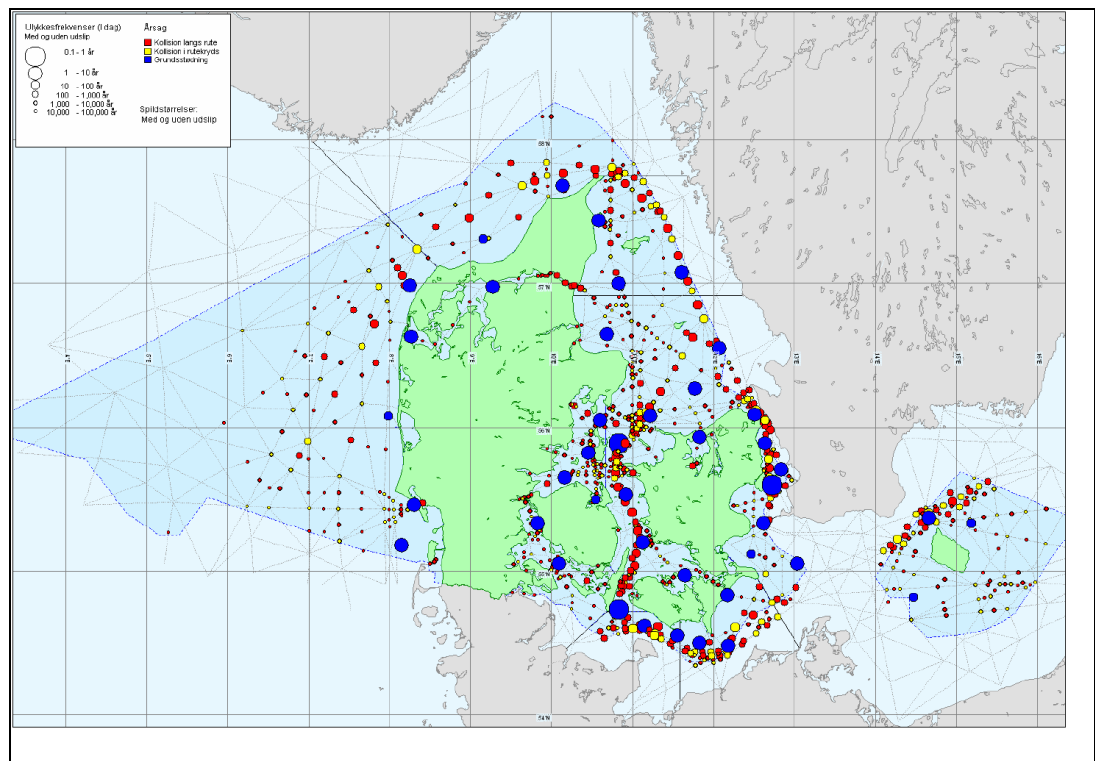 Ulykkesfrekvenser (I dag)
Med og uden udslip
0.1 - 1 år
1 - 10 år
10 - 100 år
100 - 1,000 år
1,000 - 10,000 år
10,000 - 100,000 år
Årsag
Kollision langs rute
Kollision i rutekryds
Grundsstødning
Spildstørrelser:
Med og uden udslip
58°N
57°N
56°N
55°N
54°N